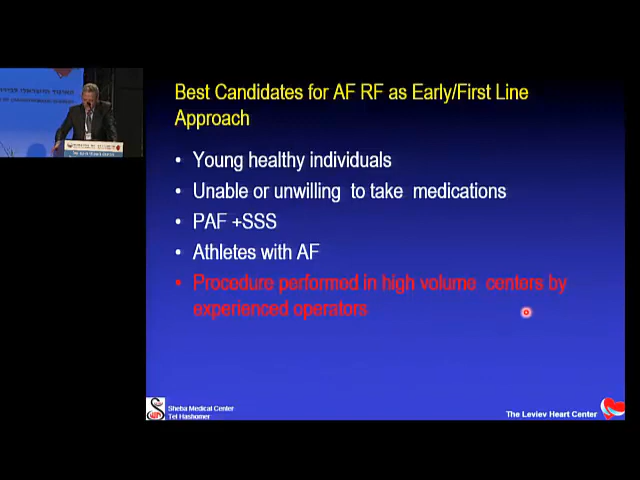 Best Candidates for AF RF as Early/First Line
Approach
• Young healthy individuals
• Unable or unwilling to take medications
• PAF +SSS
• Athletes with AF
• Procedure performed in high volume centers by
experienced operators
Sheba Medical Center
Tel Hashomer
The Leviev Heart Center